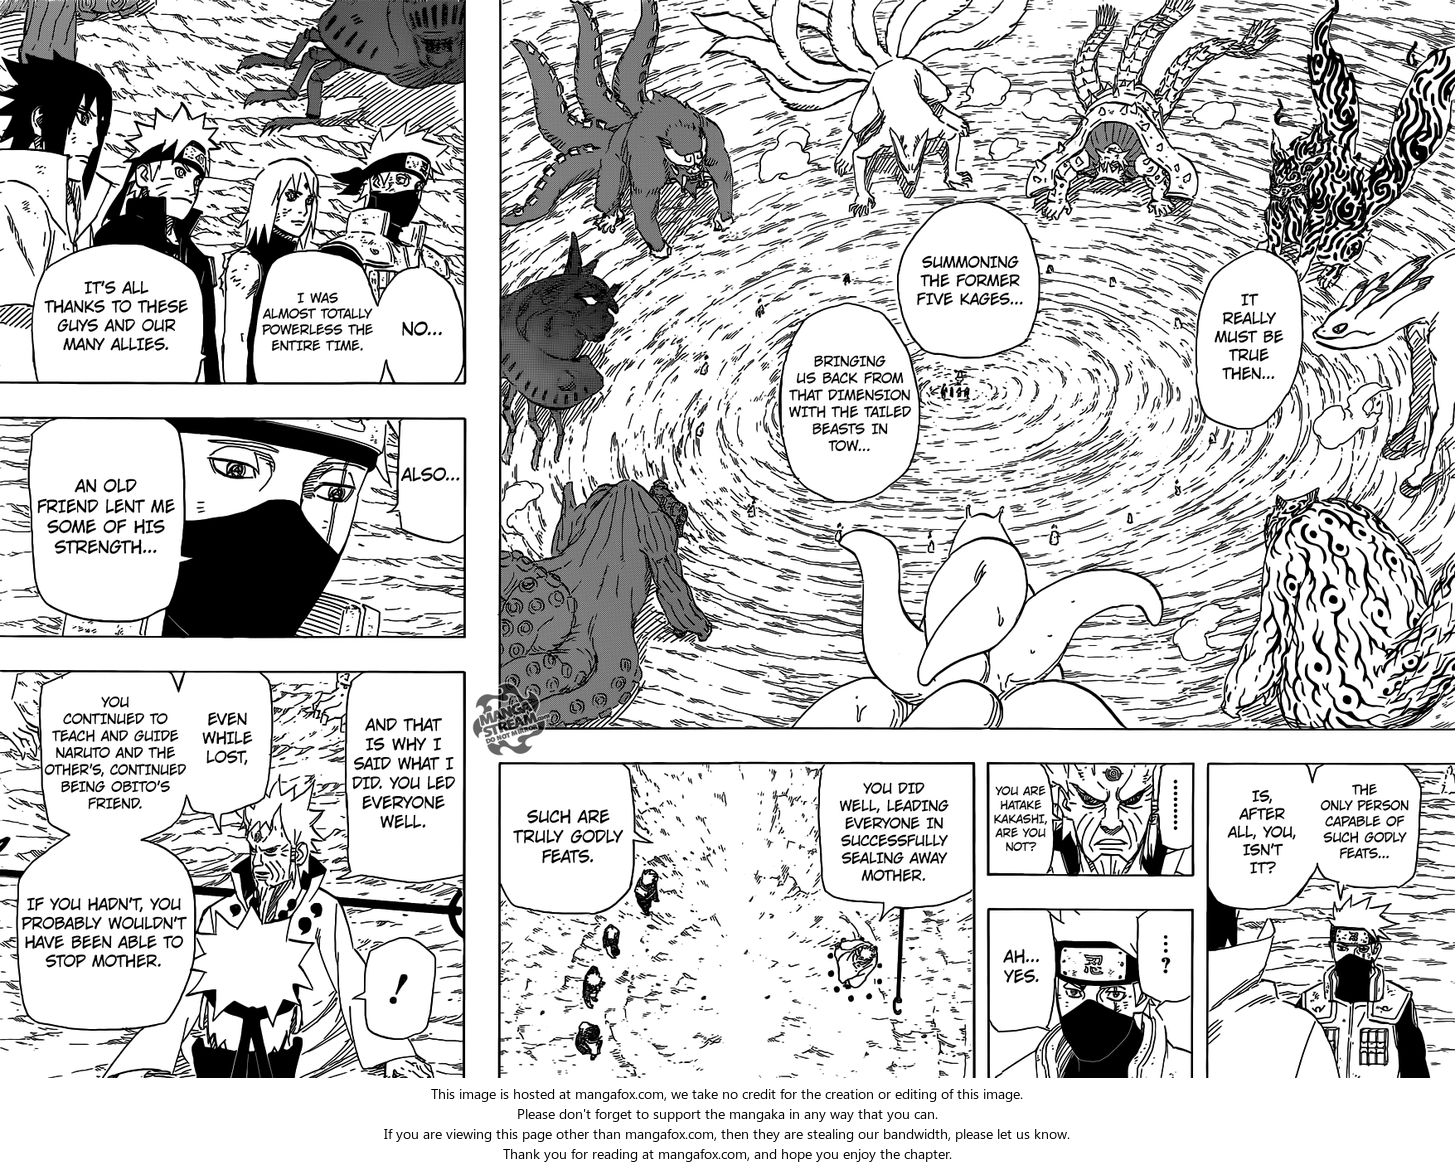 IT
REALLY
MUST BE
TRUE
THEN...
SUMMONING
THE FORMER
FIVE KAGES...
BRINGING
US BACK FROM
THAT DIMENSION
WITH THE TAILED
BEASTS IN
TOW...
THE
ONLY PERSON
CAPABLE OF
SUCH GODLY
FEATS...
IS,
AFTER
ALL, YOU,
ISN'T
IT?
.........
YOU ARE
HATAKE
KAKASHI,
ARE YOU
NOT?
...?
AH...
YES.
YOU DID
WELL, LEADING
EVERYONE IN
SUCCESSFULLY
SEALING AWAY
MOTHER.
SUCH ARE
TRULY GODLY
FEATS.
NO...
I WAS
ALMOST TOTALLY
POWERLESS THE
ENTIRE TIME.
IT'S ALL
THANKS TO THESE
GUYS AND OUR
MANY ALLIES.
ALSO...
AN OLD
FRIEND LENT ME
SOME OF HIS
STRENGTH...
AND THAT
IS WHY I
SAID WHAT I
DID. YOU LED
EVERYONE
WELL.
EVEN
WHILE
LOST,
YOU
CONTINUED TO
TEACH AND GUIDE
NARUTO AND THE
OTHER'S, CONTINUED
BEING OBITO'S
FRIEND.
IF YOU HADN'T, YOU
PROBABLY WOULDN'T
HAVE BEEN ABLE TO
STOP MOTHER.
!
忍
MANGA
STREAM
DO NOT MIRROR
This image is hosted at mangafox.com, we take no credit for the creation or editing of this image.
Please don't forget to support the mangaka in any way that you can.
If you are viewing this page other than mangafox.com, then they are stealing our bandwidth, please let us know.
Thank you for reading at mangafox.com, and hope you enjoy the chapter.